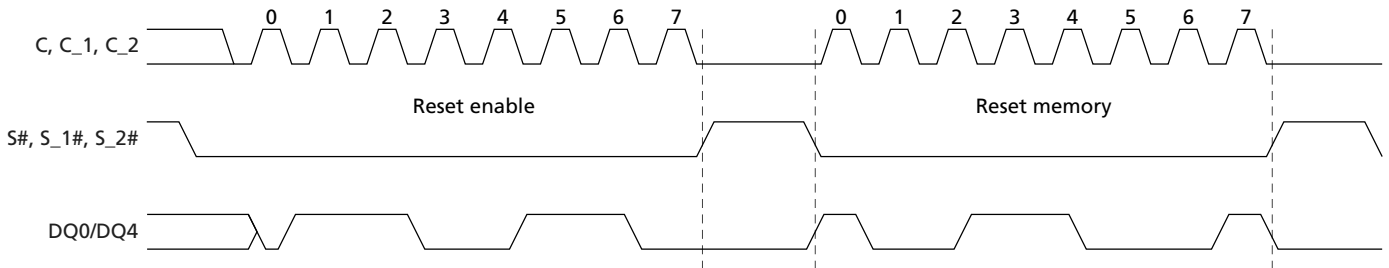 0 1 2 3 4 5 6 7 0 1 2 3 4 5 6 7
C, C_1, C_2
Reset enable Reset memory
S#, S_1#, S_2#
DQ0/DQ4